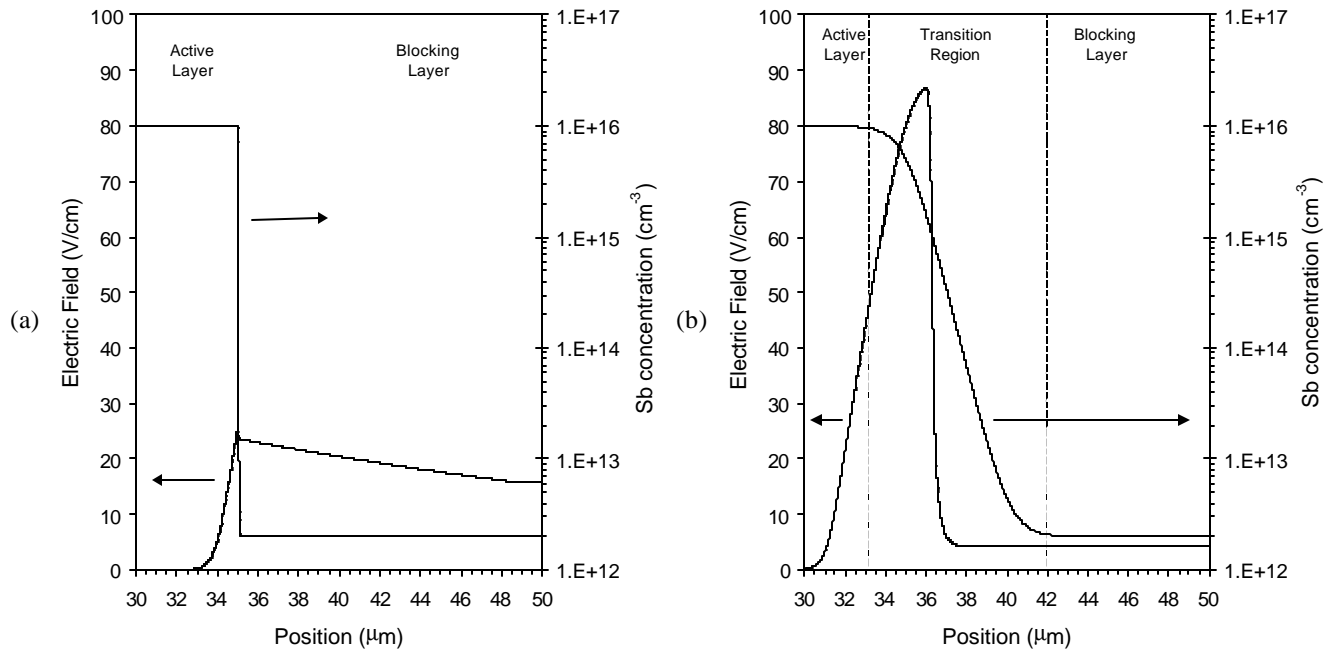 (a)
Electric Field (V/cm)
100
90
80
70
60
50
40
30
20
10
0
Active
Layer
Blocking
Layer
1.E+17
1.E+16
1.E+15
1.E+14
1.E+13
1.E+12
Sb concentration (cm-3)
30 32 34 36 38 40 42 44 46 48 50
Position (μm)
(b)
Electric Field (V/cm)
100
90
80
70
60
50
40
30
20
10
0
Active
Layer
Transition
Region
Blocking
Layer
1.E+17
1.E+16
1.E+15
1.E+14
1.E+13
1.E+12
Sb concentration (cm-3)
30 32 34 36 38 40 42 44 46 48 50
Position (μm)